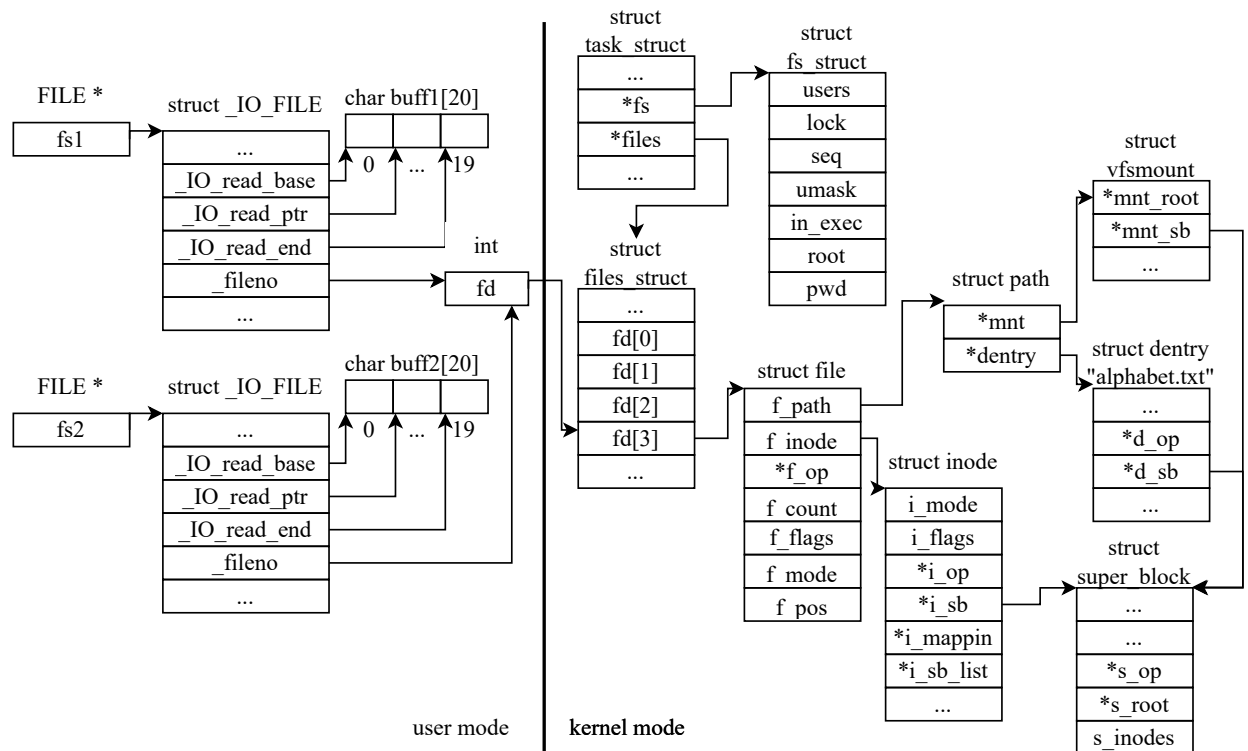 FILE *
fs1
struct _IO_FILE
...
_IO_read_base
_IO_read_ptr
_IO_read_end
_fileno
...
char buff1[20]
0 ... 19
int
fd
FILE *
fs2
struct _IO_FILE
...
_IO_read_base
_IO_read_ptr
_IO_read_end
_fileno
...
char buff2[20]
0 ... 19
user mode
kernel mode
struct
task_struct
...
*fs
*files
...
struct
fs_struct
users
lock
seq
umask
in_exec
root
pwd
struct
files_struct
...
fd[0]
fd[1]
fd[2]
fd[3]
...
struct file
f_path
f_inode
*f_op
f_count
f_flags
f_mode
f_pos
struct inode
i_mode
i_flags
*i_op
*i_sb
*i_mappin
*i_sb_list
...
struct path
*mnt
*dentry
struct
vfsmount
*mnt_root
*mnt_sb
...
struct dentry
"alphabet.txt"
...
*d_op
*d_sb
...
struct
super_block
...
...
*s_op
*s_root
s_inodes